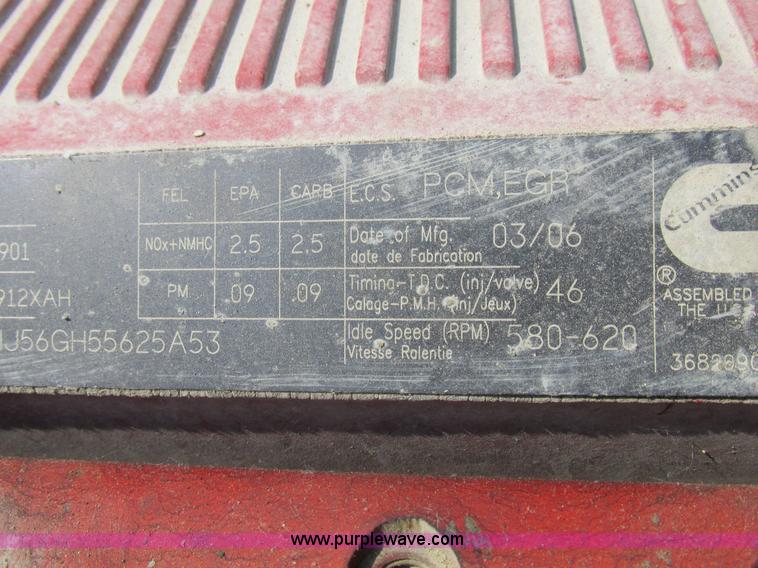 FEL EPA CARB E.C.S. PCM,EGR
Cummins
901 NOx+NMHC 2.5 2.5 Date of Mfg. 03/06
date de Fabrication
912XAH PM .09 .09 Timing-T.D.C. (inj/valve) 46
Calage-P.M.H. (inj/Jeux)
®
ASSEMBLED
THE U.S.
J56GH55625A53 Idle Speed (RPM) 580-620
Vitesse Ralentie
www.purplewave.com